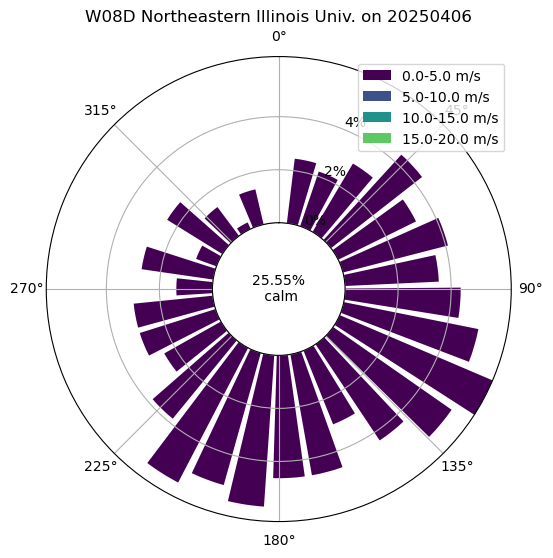 W08D Northeastern Illinois Univ. on 20250406
0°
0.0-5.0 m/s
5.0-10.0 m/s
10.0-15.0 m/s
15.0-20.0 m/s
45°
315°
4%
2%
0%
25.55%
calm
270°
90°
225°
135°
180°